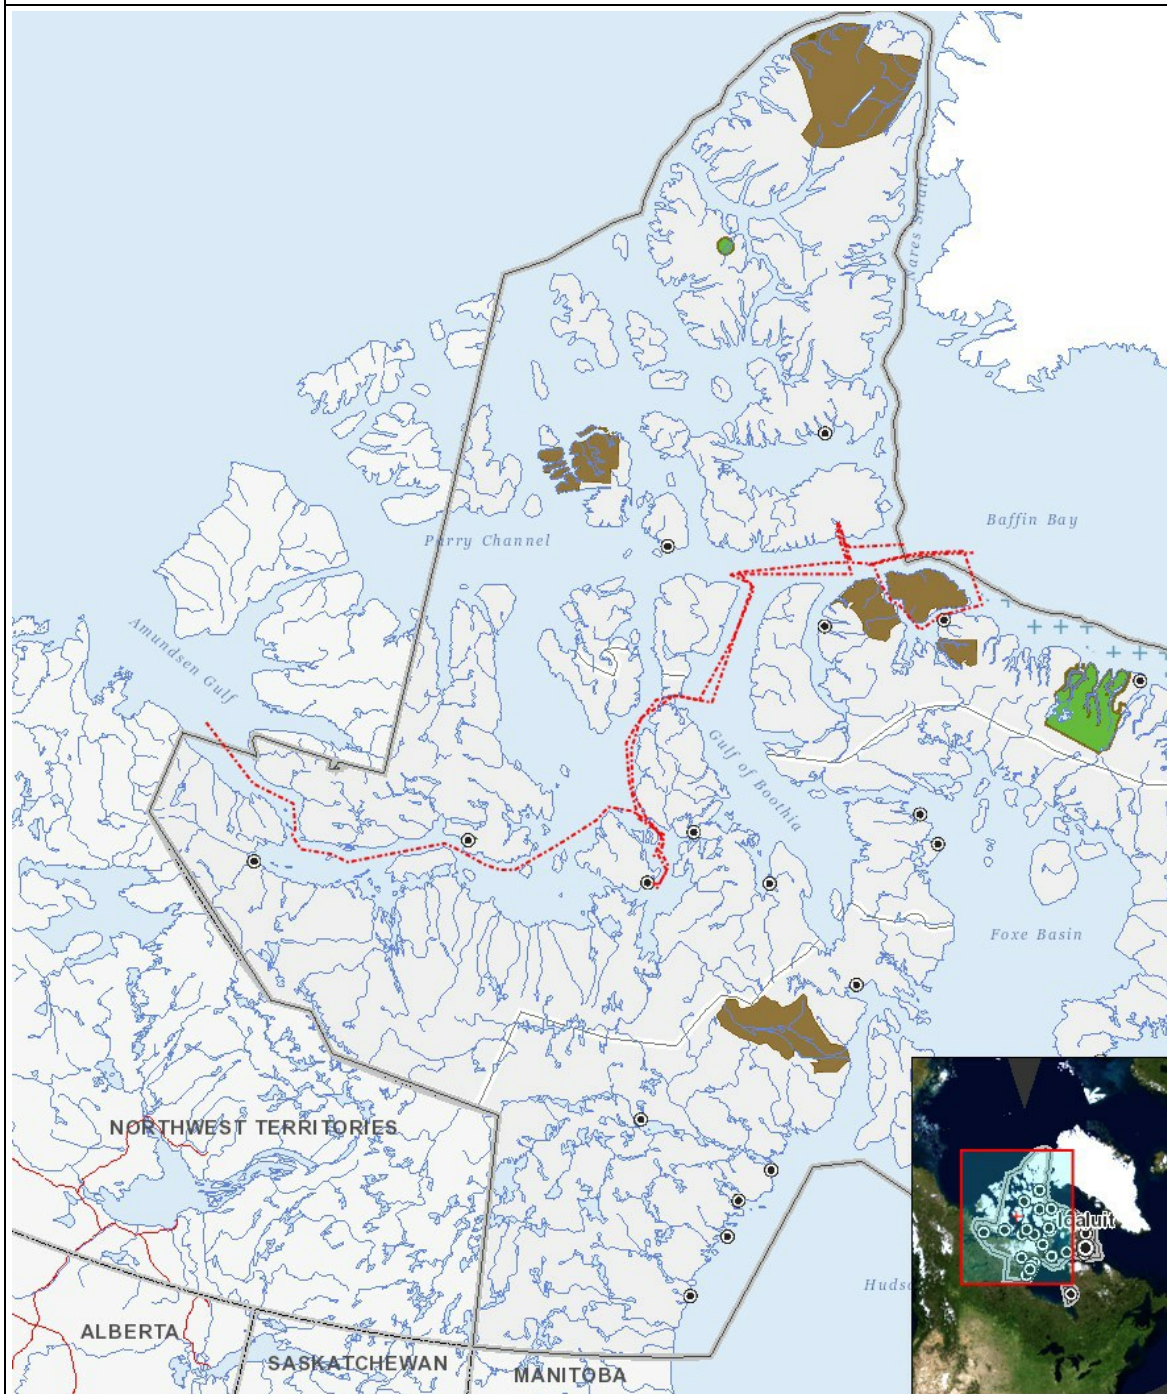 Nares Strait
Baffin Bay
Parry Channel
Amundsen Gulf
Gulf of Boothia
Foxe Basin
NORTHWEST TERRITORIES
Iqaluit
Huds
ALBERTA
SASKATCHEWAN
MANITOBA